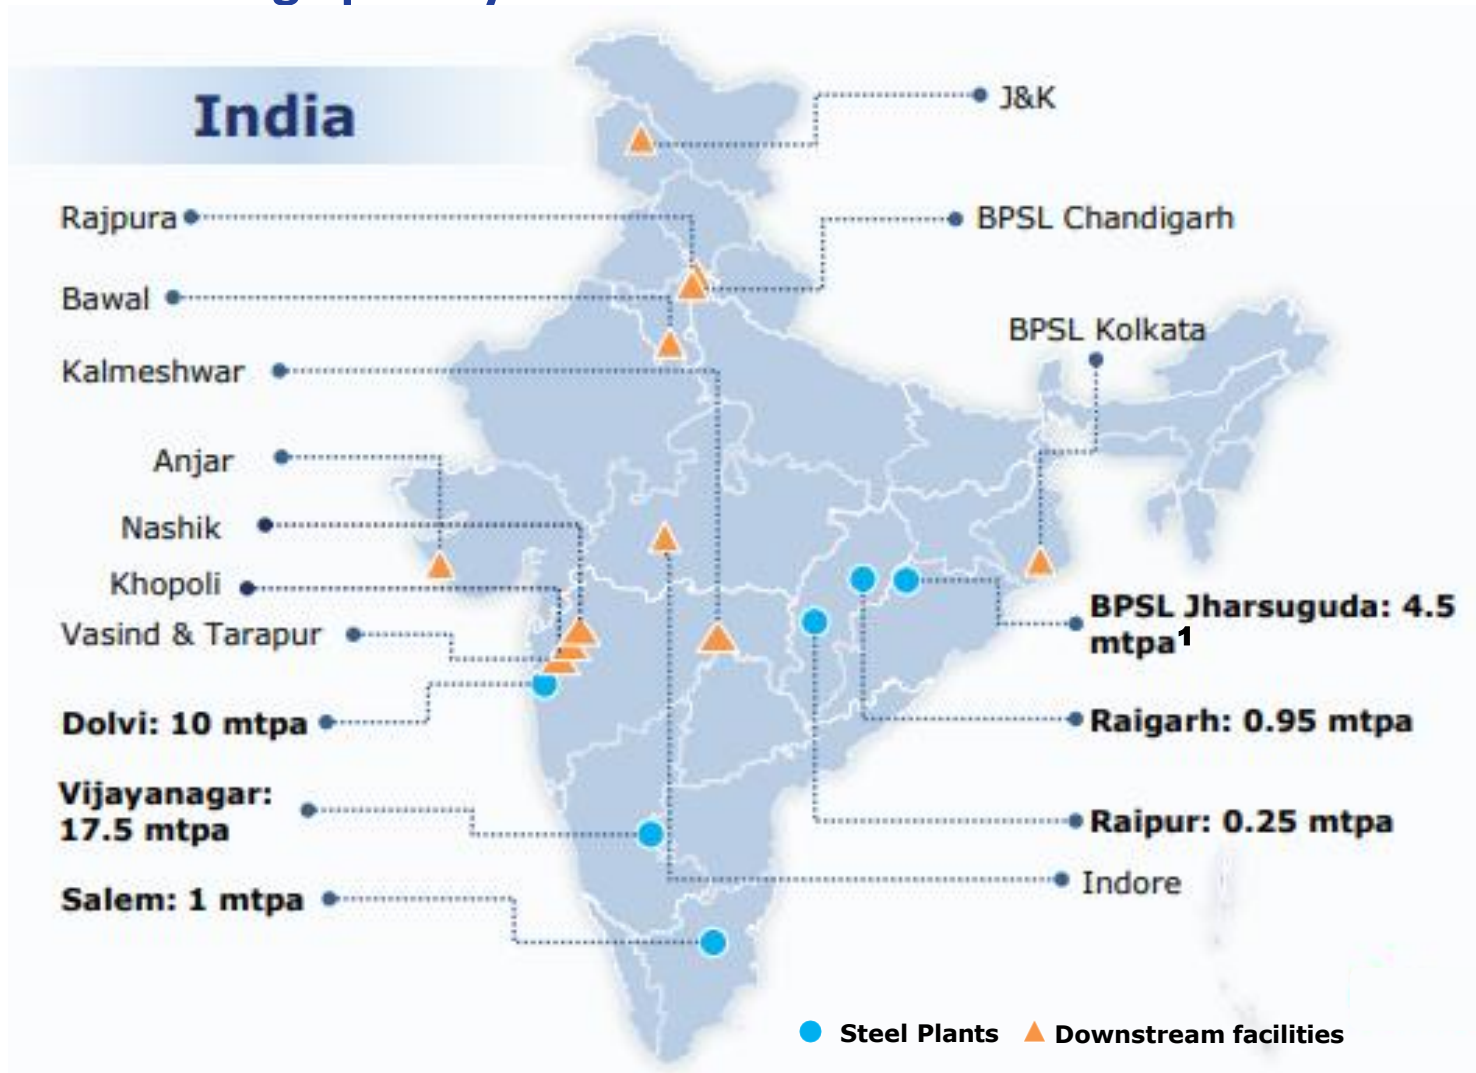 India
J&K
Rajpura
BPSL Chandigarh
Bawal
BPSL Kolkata
Kalmeshwar
Anjar
Nashik
Khopoli
BPSL Jharsuguda: 4.5
mtpa¹
Vasind & Tarapur
Dolvi: 10 mtpa
Raigarh: 0.95 mtpa
Vijayanagar:
17.5 mtpa
Raipur: 0.25 mtpa
Indore
Salem: 1 mtpa
Steel Plants
Downstream facilities